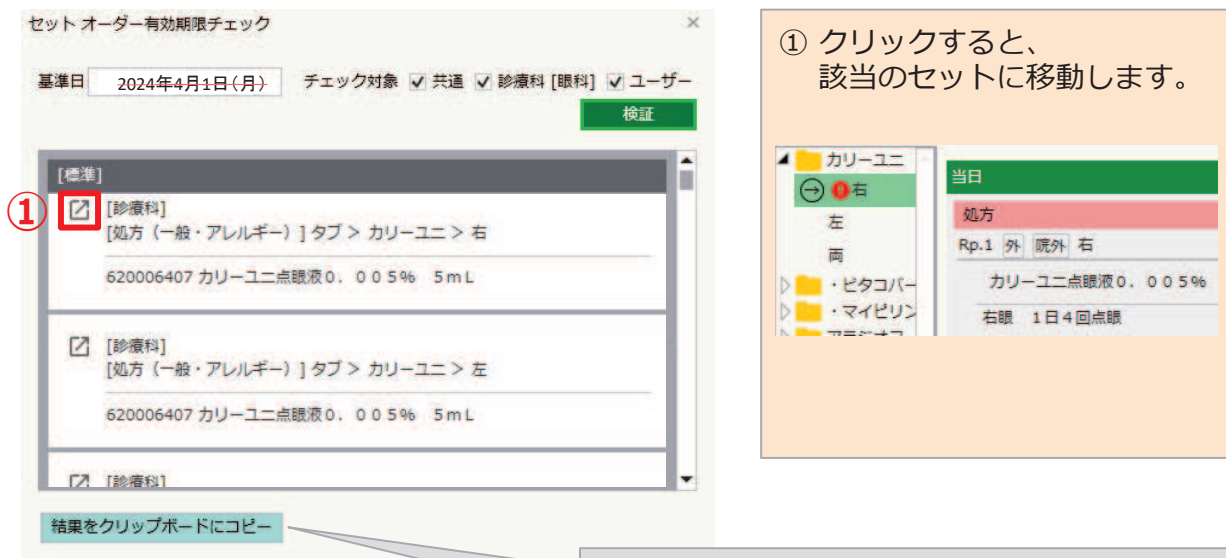 セット オーダー有効期限チェック
×
基準日 2024年4月1日(月) チェック対象 共通 診療科 [眼科] ユーザー
検証
[標準]
①
[診療科]
[処方（一般・アレルギー）] タブ > カリーユニ > 右
620006407 カリーユニ点眼液０．００５％ ５ｍＬ
[診療科]
[処方（一般・アレルギー）] タブ > カリーユニ > 左
620006407 カリーユニ点眼液０．００５％ ５ｍＬ
[診療科]
結果をクリップボードにコピー
① クリックすると、
該当のセットに移動します。
カリーユニ
右
左
両
・ピタコバー
・マイピリン
当日
処方
Rp.1 外 院外 右
カリーユニ点眼液０．００５％
右眼 １日４回点眼